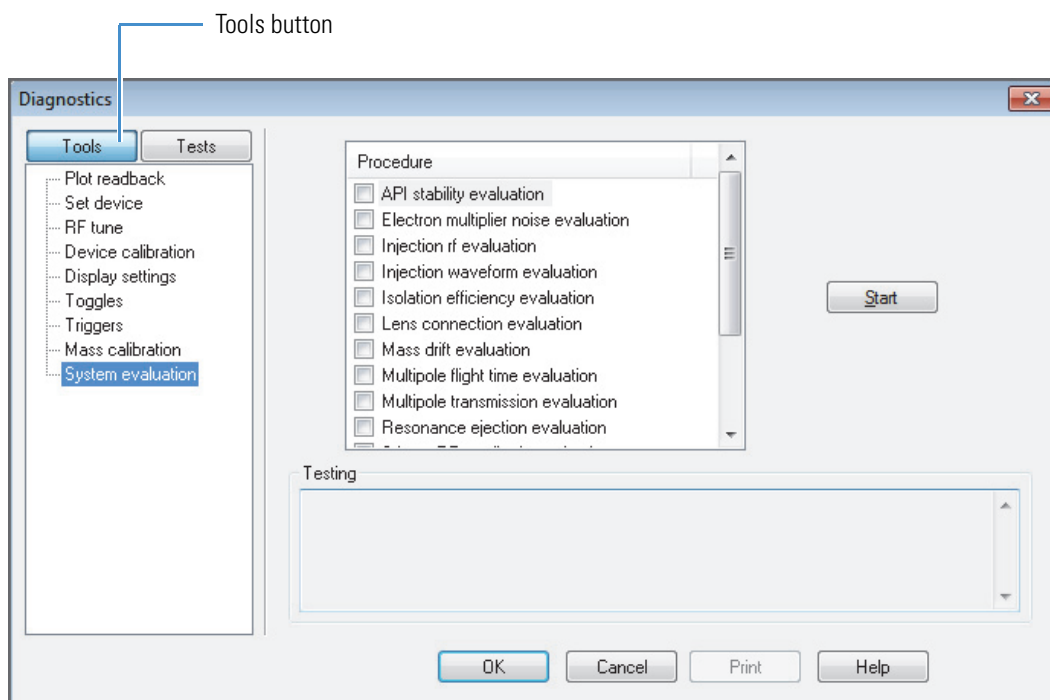 Tools button
Diagnostics
Tools Tests
Plot readback
Set device
RF tune
Device calibration
Display settings
Toggles
Triggers
Mass calibration
System evaluation
Procedure
API stability evaluation
Electron multiplier noise evaluation
Injection rf evaluation
Injection waveform evaluation
Isolation efficiency evaluation
Lens connection evaluation
Mass drift evaluation
Multipole flight time evaluation
Multipole transmission evaluation
Resonance ejection evaluation
Start
Testing
OK Cancel Print Help